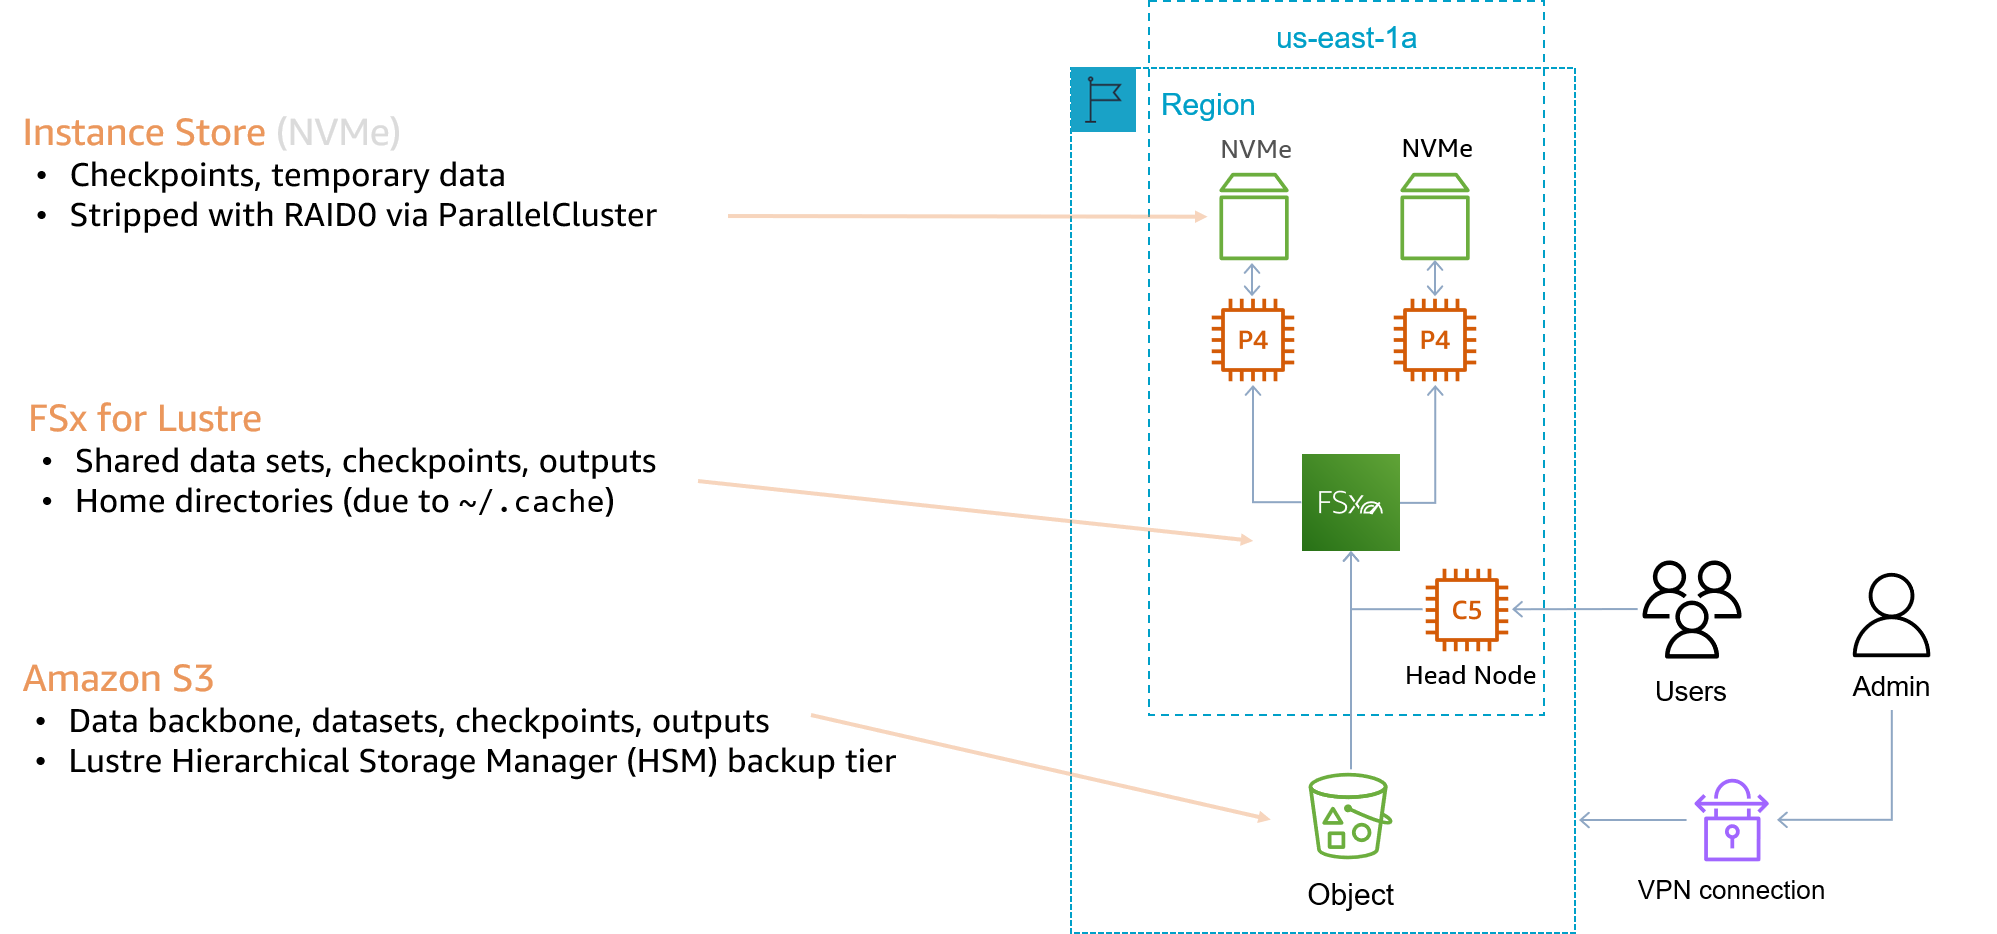 us-east-1a
Region
Instance Store (NVMe)
• Checkpoints, temporary data
• Stripped with RAID0 via ParallelCluster
NVMe
NVMe
P4
P4
FSx for Lustre
• Shared data sets, checkpoints, outputs
• Home directories (due to ~/.cache)
FSx
C5
Head Node
Users
Admin
Amazon S3
• Data backbone, datasets, checkpoints, outputs
• Lustre Hierarchical Storage Manager (HSM) backup tier
Object
VPN connection